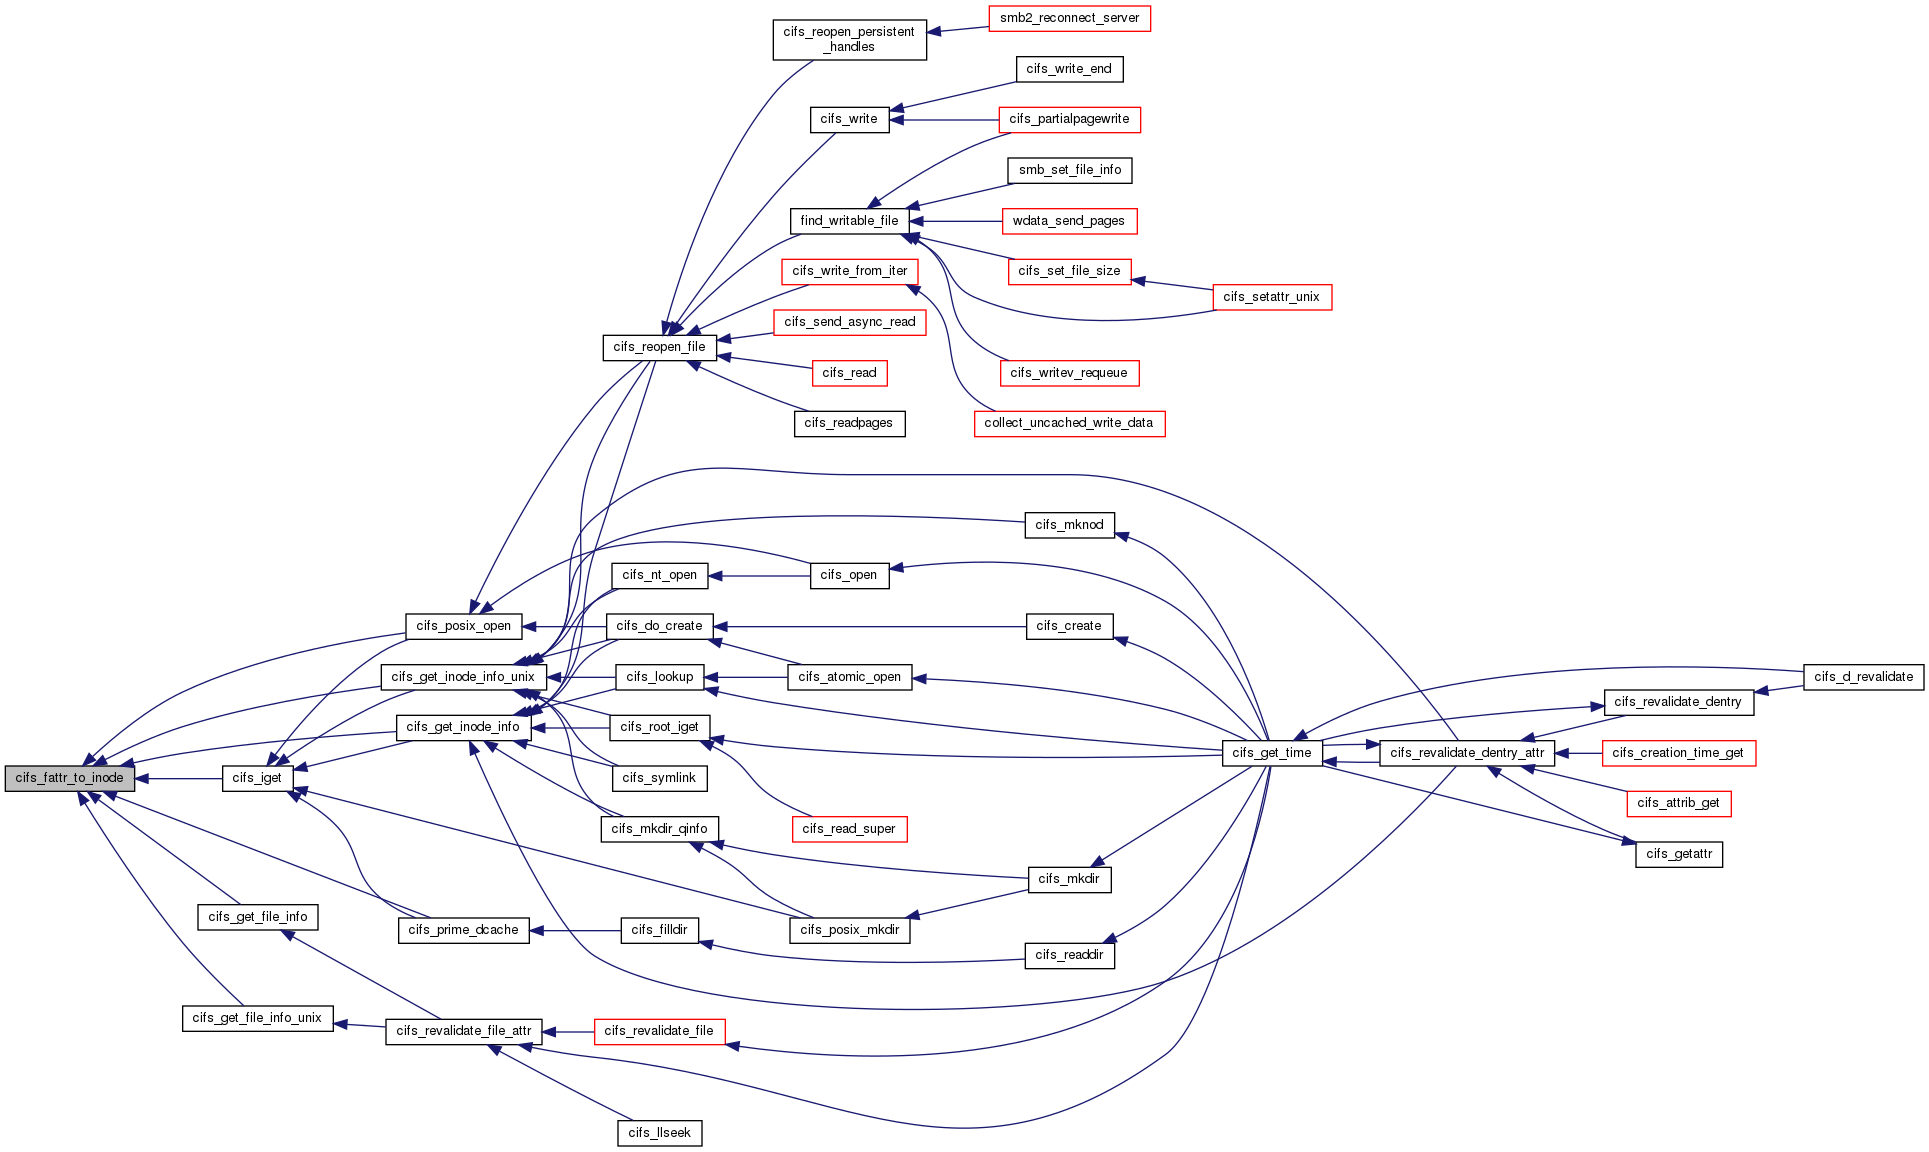 smb2_reconnect_server
cifs_reopen_persistent
_handles
cifs_write_end
cifs_write
cifs_partialpagewrite
smb_set_file_info
find_writable_file
wdata_send_pages
cifs_write_from_iter
cifs_set_file_size
cifs_setattr_unix
cifs_send_async_read
cifs_reopen_file
cifs_read
cifs_writev_requeue
cifs_readpages
collect_uncached_write_data
cifs_mknod
cifs_nt_open
cifs_open
cifs_posix_open
cifs_do_create
cifs_create
cifs_get_inode_info_unix
cifs_lookup
cifs_atomic_open
cifs_d_revalidate
cifs_revalidate_dentry
cifs_get_inode_info
cifs_root_iget
cifs_get_time
cifs_revalidate_dentry_attr
cifs_creation_time_get
cifs_fattr_to_inode
cifs_iget
cifs_symlink
cifs_attrib_get
cifs_mkdir_qinfo
cifs_read_super
cifs_getattr
cifs_mkdir
cifs_get_file_info
cifs_prime_dcache
cifs_filldir
cifs_posix_mkdir
cifs_readdir
cifs_get_file_info_unix
cifs_revalidate_file_attr
cifs_revalidate_file
cifs_llseek